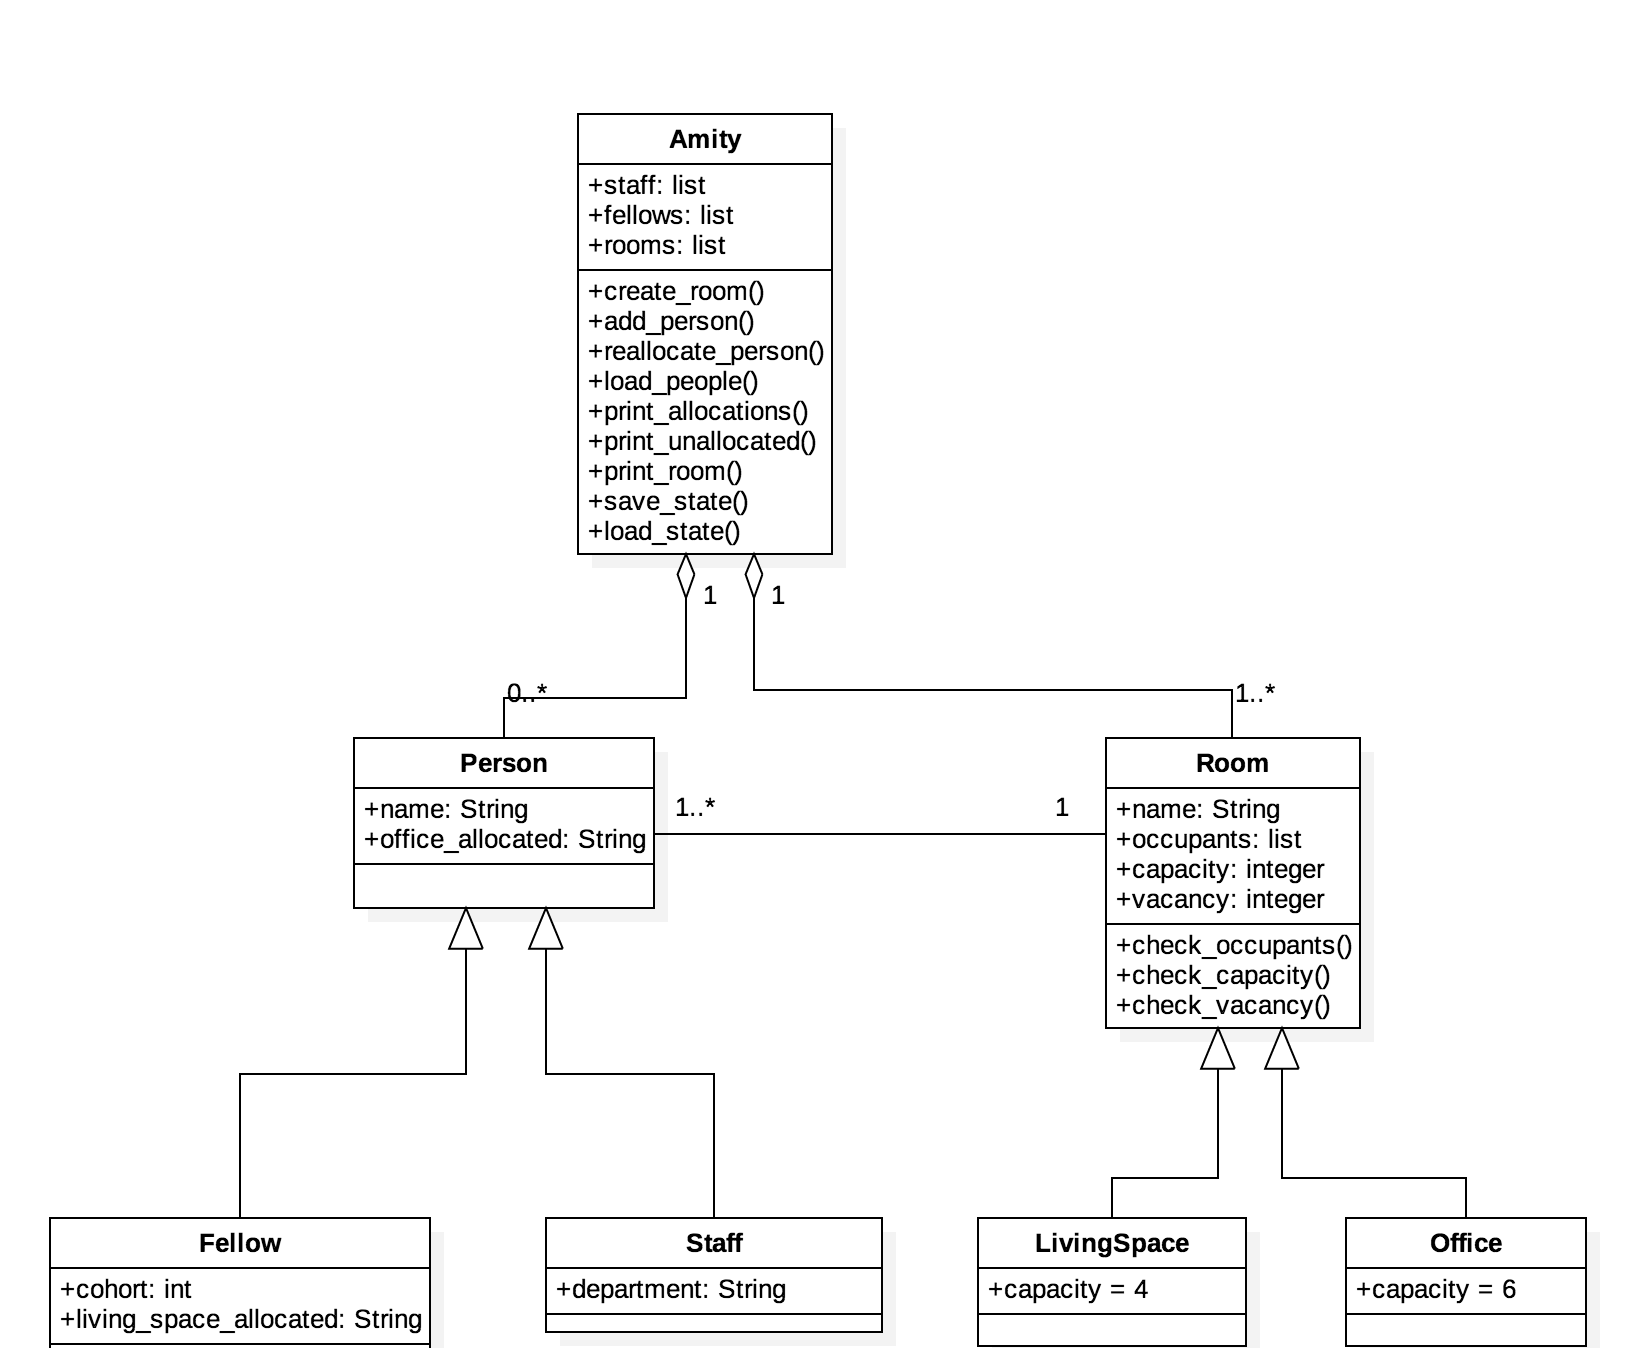 Amity
+staff: list
+fellows: list
+rooms: list
+create_room()
+add_person()
+reallocate_person()
+load_people()
+print_allocations()
+print_unallocated()
+print_room()
+save_state()
+load_state()
1
1
0..*
1..*
Person
+name: String
+office_allocated: String
1..*
1
Room
+name: String
+occupants: list
+capacity: integer
+vacancy: integer
+check_occupants()
+check_capacity()
+check_vacancy()
Fellow
+cohort: int
+living_space_allocated: String
Staff
+department: String
LivingSpace
+capacity = 4
Office
+capacity = 6